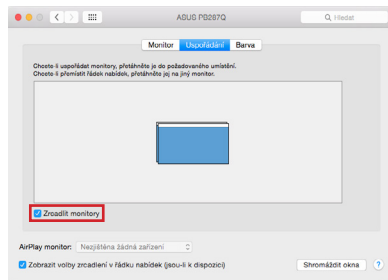 ASUS PB287Q
Hledat
Monitor Uspořádání Barva
Chcete-li uspořádat monitory, přetáhněte je do požadovaného umístění.
Chcete-li přemístit řádek nabídek, přetáhněte jej na jiný monitor.
Zrcadlit monitory
AirPlay monitor: Nezjištěna žádná zařízení
Zobrazit volby zrcadlení v řádku nabídek (jsou-li k dispozici)
Shromáždit okna ?